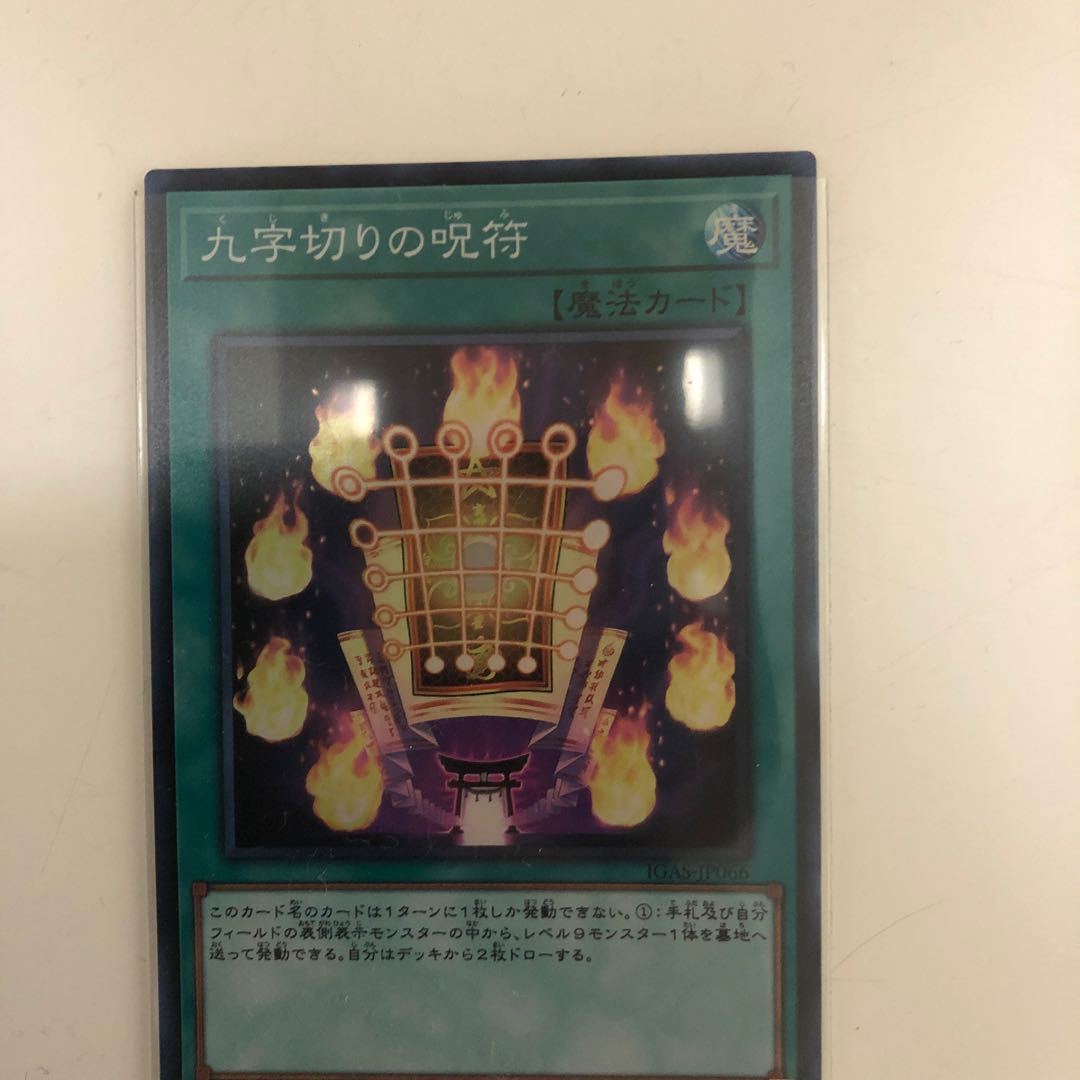 九字切りの呪符
魔
【魔法カード】
IGAS-JP066
このカード名のカードは1ターンに1枚しか発動できない。①：手札及び自分
フィールドの表側表示モンスターの中から、レベル9モンスター1体を墓地へ
送って発動できる。自分はデッキから2枚ドローする。